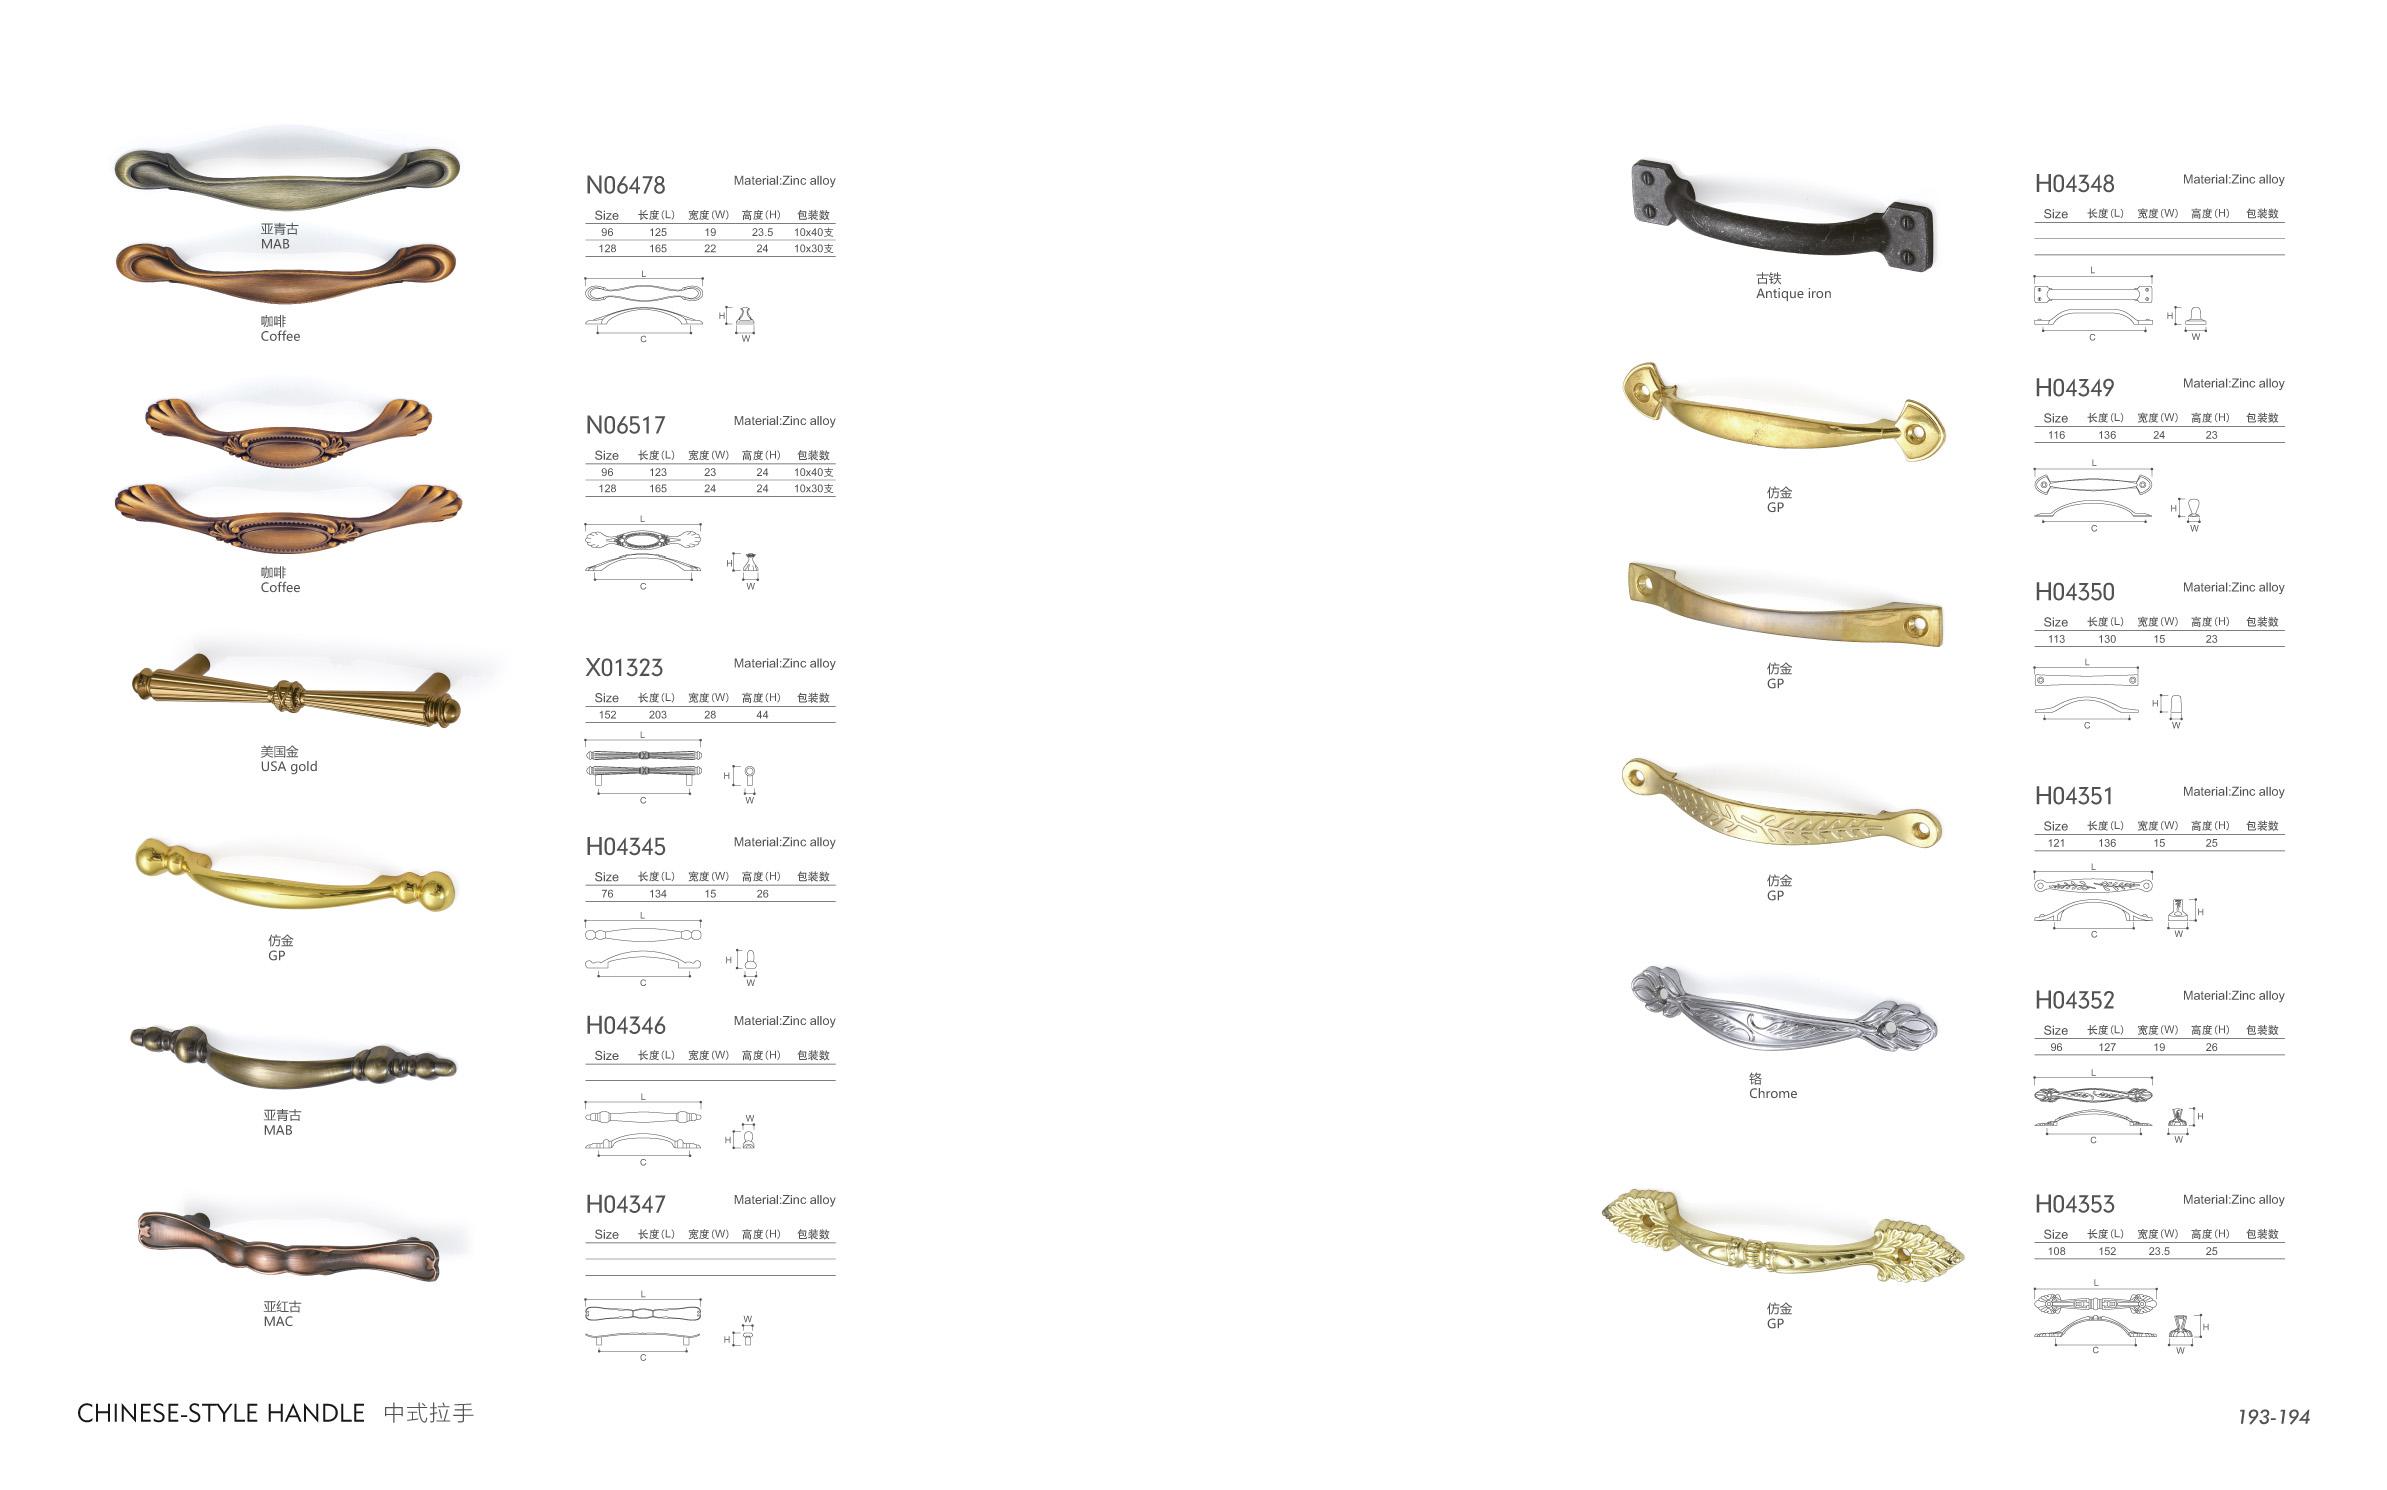 亚青古
MAB
咖啡
Coffee
N06478 Material:Zinc alloy
Size 长度(L) 宽度(W) 高度(H) 包装数
96 125 19 23.5 10x40支
128 165 22 24 10x30支
L
H
C W
咖啡
Coffee
N06517 Material:Zinc alloy
Size 长度(L) 宽度(W) 高度(H) 包装数
96 123 23 24 10x40支
128 165 24 24 10x30支
L
H
C W
美国金
USA gold
X01323 Material:Zinc alloy
Size 长度(L) 宽度(W) 高度(H) 包装数
152 203 28 44
L
H
C W
仿金
GP
H04345 Material:Zinc alloy
Size 长度(L) 宽度(W) 高度(H) 包装数
76 134 15 26
L
H
C W
亚青古
MAB
H04346 Material:Zinc alloy
Size 长度(L) 宽度(W) 高度(H) 包装数
L
W
H
C
亚红古
MAC
H04347 Material:Zinc alloy
Size 长度(L) 宽度(W) 高度(H) 包装数
L
W
H
C
古铁
Antique iron
H04348 Material:Zinc alloy
Size 长度(L) 宽度(W) 高度(H) 包装数
L
H
C W
仿金
GP
H04349 Material:Zinc alloy
Size 长度(L) 宽度(W) 高度(H) 包装数
116 136 24 23
L
H
C W
仿金
GP
H04350 Material:Zinc alloy
Size 长度(L) 宽度(W) 高度(H) 包装数
113 130 15 23
L
H
C W
仿金
GP
H04351 Material:Zinc alloy
Size 长度(L) 宽度(W) 高度(H) 包装数
121 136 15 25
L
H
C W
铬
Chrome
H04352 Material:Zinc alloy
Size 长度(L) 宽度(W) 高度(H) 包装数
96 127 19 26
L
H
C W
仿金
GP
H04353 Material:Zinc alloy
Size 长度(L) 宽度(W) 高度(H) 包装数
108 152 23.5 25
L
H
C W
CHINESE-STYLE HANDLE 中式拉手
193-194